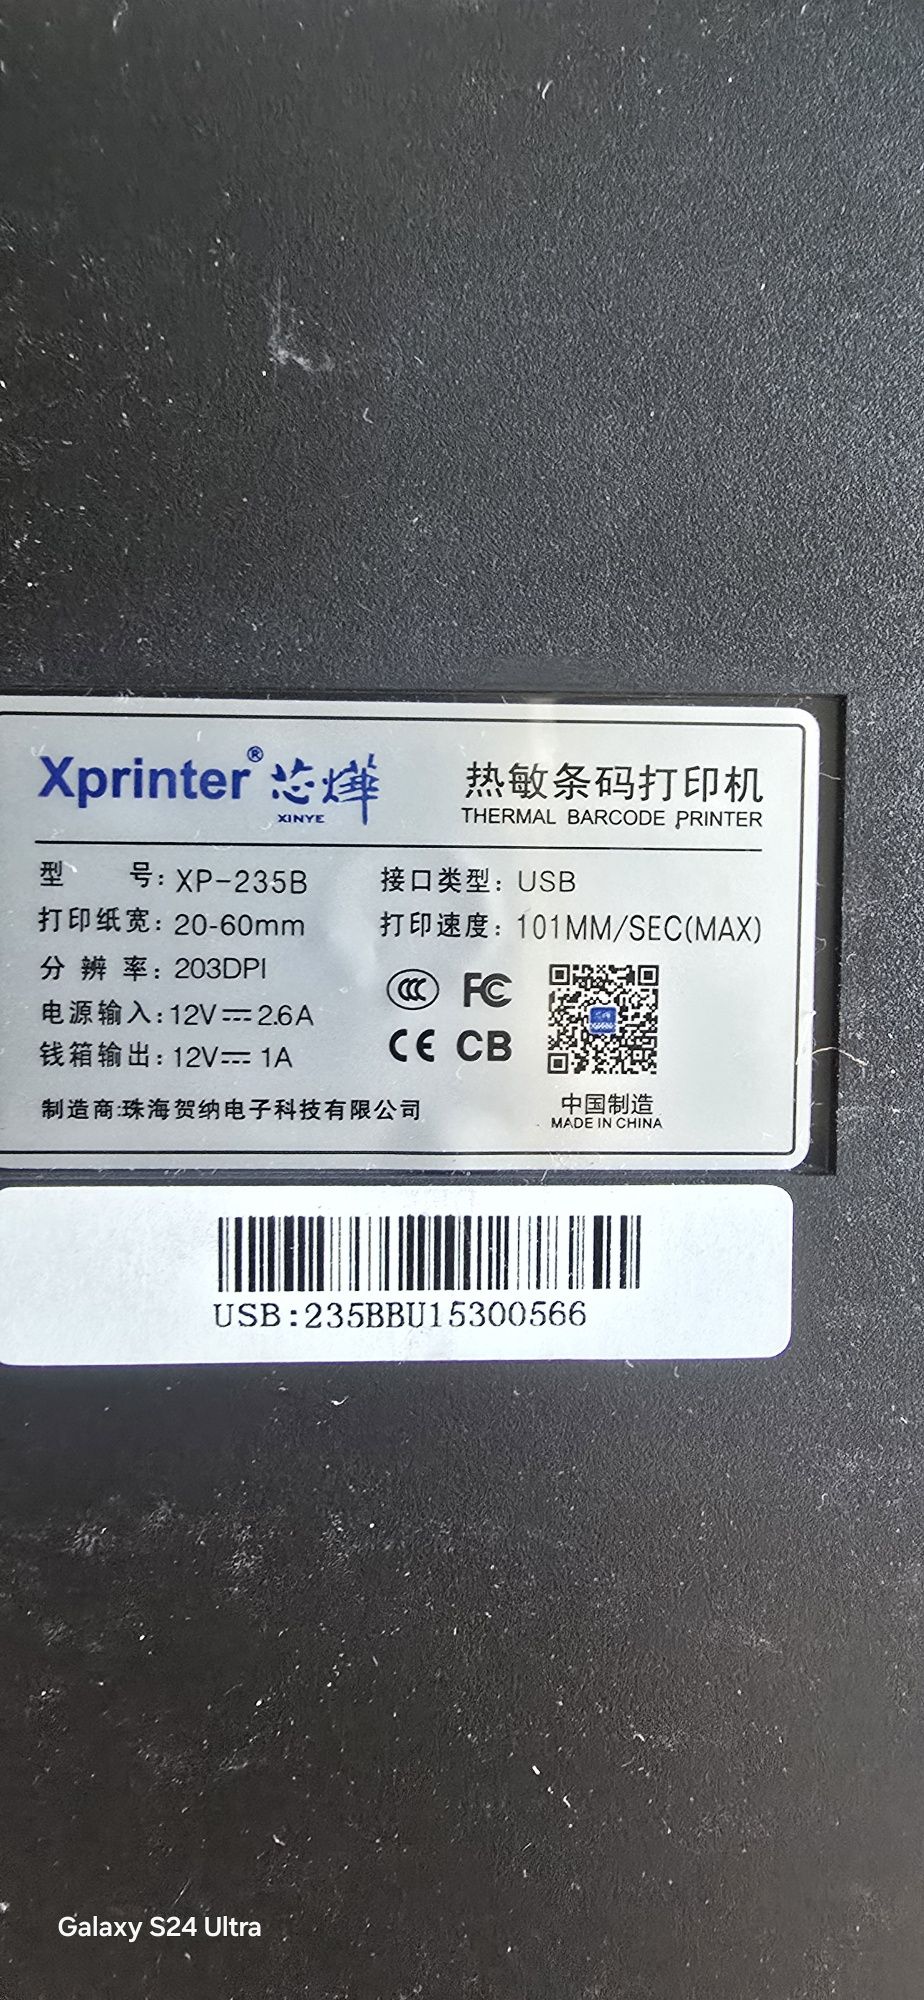 Xprinter® 芯烨
XINYE
热敏条码打印机
THERMAL BARCODE PRINTER
型 号: XP-235B
接口类型: USB
打印纸宽: 20-60mm
打印速度: 101MM/SEC(MAX)
分 辨 率: 203DPI
电源输入: 12V⎓2.6A
钱箱输出: 12V⎓ 1A
CCC FC
CE CB
制造商:珠海贺纳电子科技有限公司
中国制造
MADE IN CHINA
USB:235BBU15300566
Galaxy S24 Ultra